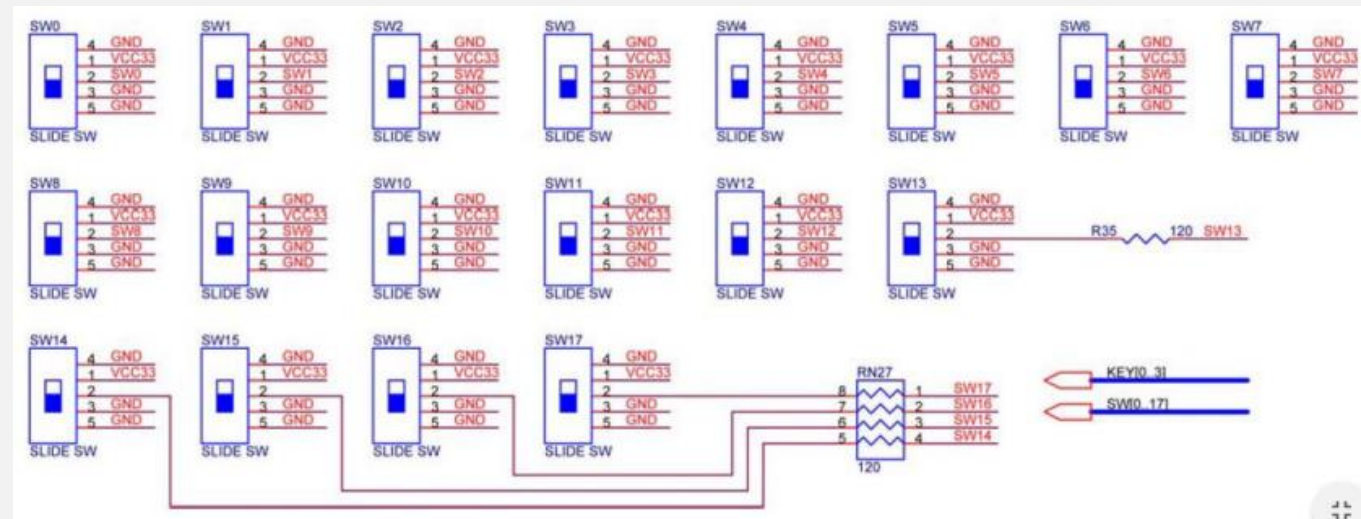 SW0 SW1 SW2 SW3 SW4 SW5 SW6 SW7
4 GND 4 GND 4 GND 4 GND 4 GND 4 GND 4 GND 4 GND
1 VCC33 1 VCC33 1 VCC33 1 VCC33 1 VCC33 1 VCC33 1 VCC33 1 VCC33
2 SW0 2 SW1 2 SW2 2 SW3 2 SW4 2 SW5 2 SW6 2 SW7
3 GND 3 GND 3 GND 3 GND 3 GND 3 GND 3 GND 3 GND
5 GND 5 GND 5 GND 5 GND 5 GND 5 GND 5 GND 5 GND
SLIDE SW SLIDE SW SLIDE SW SLIDE SW SLIDE SW SLIDE SW SLIDE SW SLIDE SW
SW8 SW9 SW10 SW11 SW12 SW13
4 GND 4 GND 4 GND 4 GND 4 GND 4 GND
1 VCC33 1 VCC33 1 VCC33 1 VCC33 1 VCC33 1 VCC33
2 SW8 2 SW9 2 SW10 2 SW11 2 SW12 2 R35 120 SW13
3 GND 3 GND 3 GND 3 GND 3 GND 3 GND
5 GND 5 GND 5 GND 5 GND 5 GND 5 GND
SLIDE SW SLIDE SW SLIDE SW SLIDE SW SLIDE SW SLIDE SW
SW14 SW15 SW16 SW17
4 GND 4 GND 4 GND 4 GND
1 VCC33 1 VCC33 1 VCC33 1 VCC33 RN27 KEY[0..3]
2 2 2 2 8 1 SW17
3 GND 3 GND 3 GND 3 GND 7 2 SW16 SW[0..17]
5 GND 5 GND 5 GND 5 GND 6 3 SW15
5 4 SW14
SLIDE SW SLIDE SW SLIDE SW SLIDE SW
120